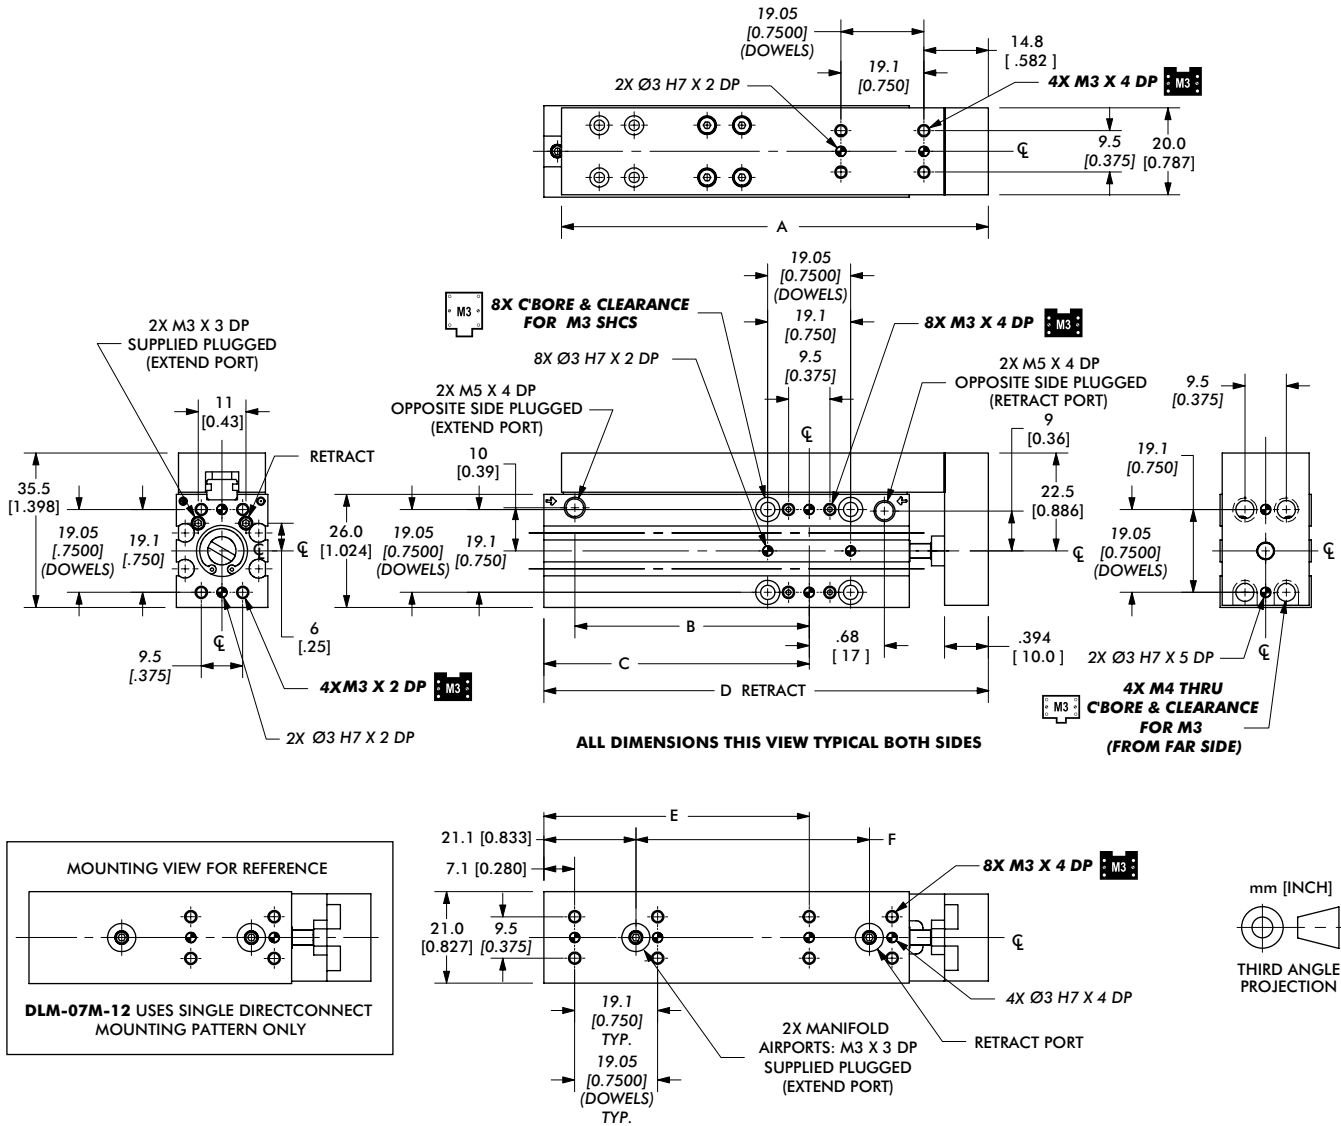 19.05
[0.7500]
(DOWELS)
14.8
[ .582 ]
19.1
[0.750]
2X Ø3 H7 X 2 DP
4X M3 X 4 DP
M3
9.5
[0.375]
20.0
[0.787]
℄
A
19.05
[0.7500]
(DOWELS)
19.1
[0.750]
9.5
[0.375]
M3
8X C'BORE & CLEARANCE
FOR M3 SHCS
8X M3 X 4 DP
M3
8X Ø3 H7 X 2 DP
2X M5 X 4 DP
OPPOSITE SIDE PLUGGED
(EXTEND PORT)
2X M5 X 4 DP
OPPOSITE SIDE PLUGGED
(RETRACT PORT)
2X M3 X 3 DP
SUPPLIED PLUGGED
(EXTEND PORT)
11
[0.43]
RETRACT
35.5
[1.398]
19.05
[.7500]
(DOWELS)
19.1
[.750]
℄
℄
℄
6
[.25]
9.5
[.375]
4X M3 X 2 DP
M3
2X Ø3 H7 X 2 DP
10
[0.39]
26.0
[1.024]
19.05
[0.7500]
(DOWELS)
19.1
[0.750]
℄
9
[0.36]
22.5
[0.886]
℄
B
.68
[ 17 ]
C
.394
[ 10.0 ]
D RETRACT
ALL DIMENSIONS THIS VIEW TYPICAL BOTH SIDES
9.5
[0.375]
19.1
[0.750]
19.05
[0.7500]
(DOWELS)
℄
℄
2X Ø3 H7 X 5 DP
M3
4X M4 THRU
C'BORE & CLEARANCE
FOR M3
(FROM FAR SIDE)
MOUNTING VIEW FOR REFERENCE
DLM-07M-12 USES SINGLE DIRECTCONNECT
MOUNTING PATTERN ONLY
E
21.1 [0.833]
F
7.1 [0.280]
8X M3 X 4 DP
M3
21.0
[0.827]
9.5
[0.375]
℄
19.1
[0.750]
TYP.
19.05
[0.7500]
(DOWELS)
TYP.
2X MANIFOLD
AIRPORTS: M3 X 3 DP
SUPPLIED PLUGGED
(EXTEND PORT)
RETRACT PORT
4X Ø3 H7 X 4 DP
mm [INCH]
THIRD ANGLE
PROJECTION